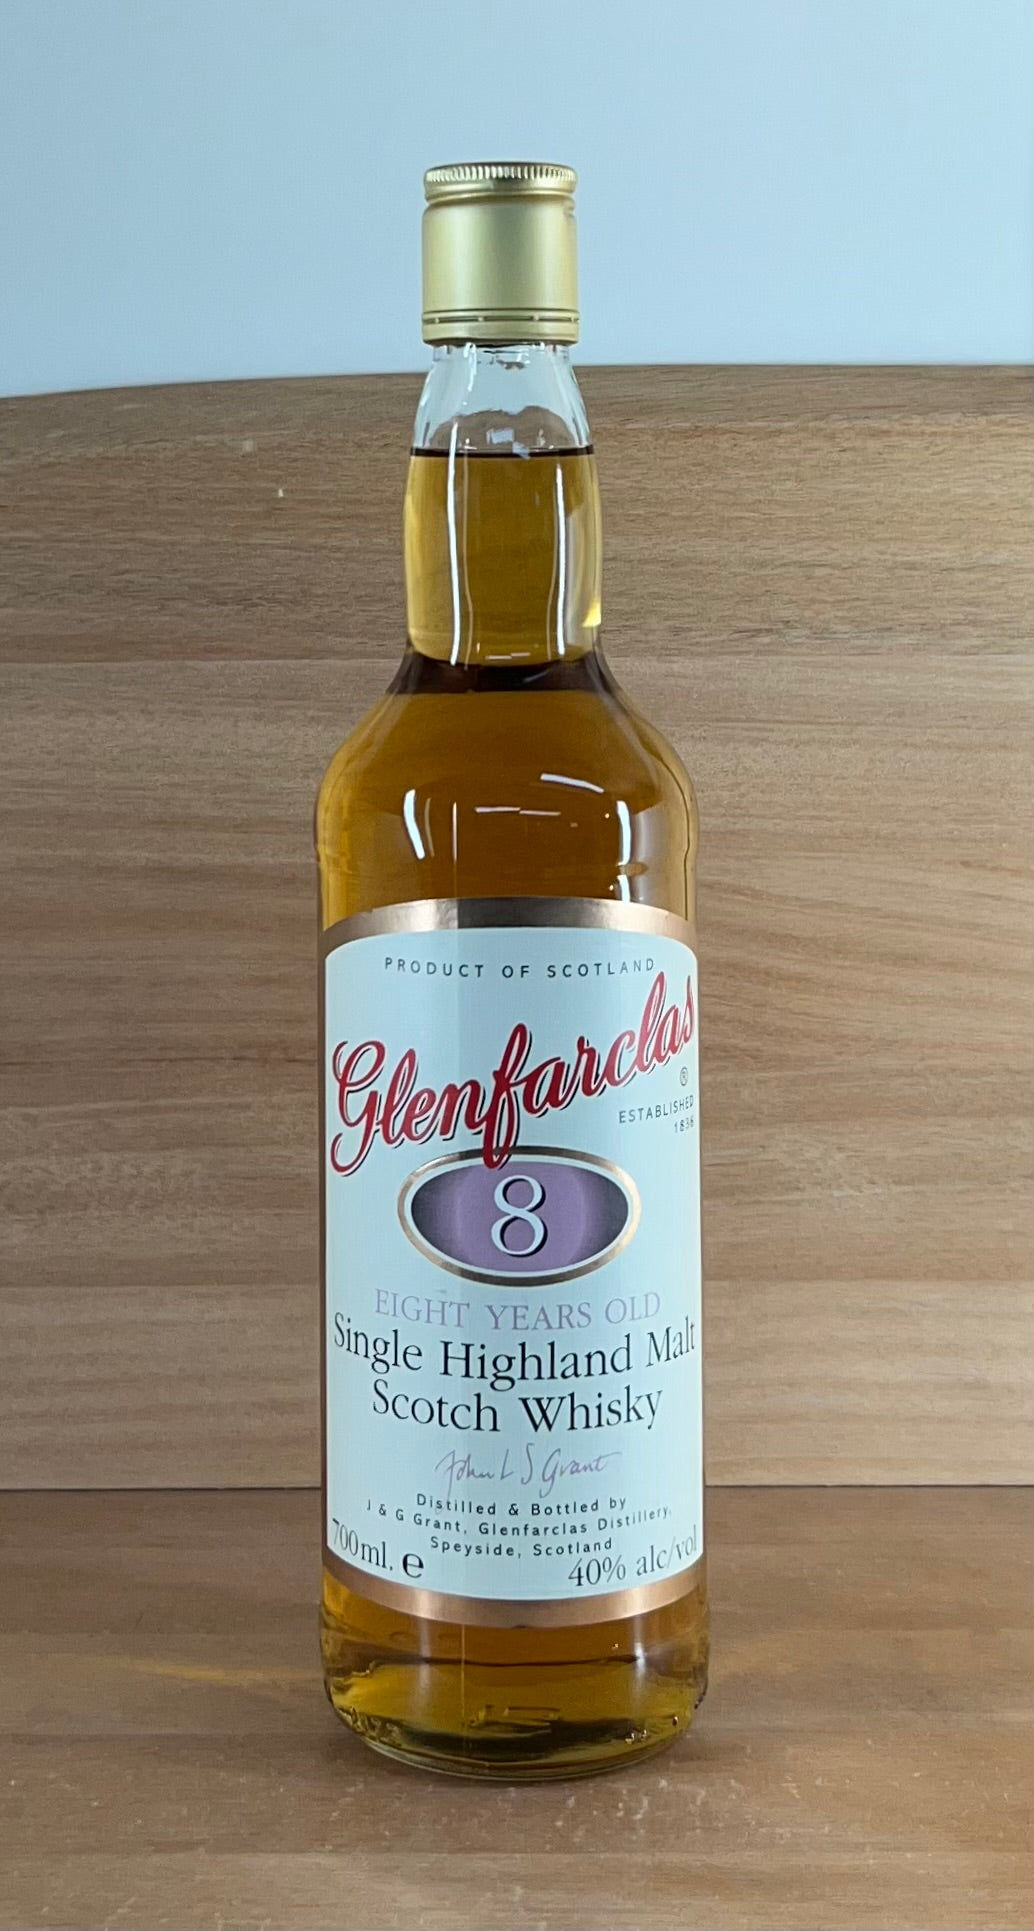 PRODUCT OF SCOTLAND
Glenfarclas
®
ESTABLISHED
1836
8
EIGHT YEARS OLD
Single Highland Malt
Scotch Whisky
John L S Grant
Distilled & Bottled by
J & G Grant, Glenfarclas Distillery,
Speyside, Scotland
700ml. e
40% alc/vol